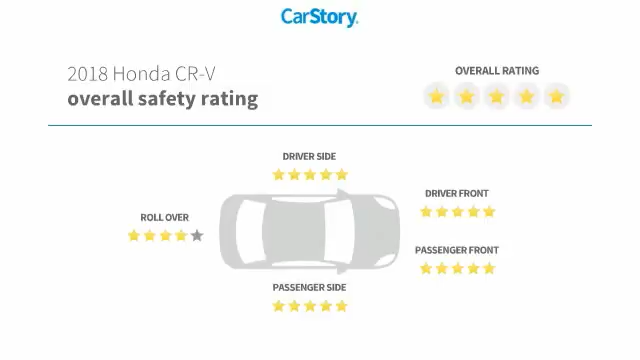 CarStory.
2018 Honda CR-V
overall safety rating
OVERALL RATING
DRIVER SIDE
DRIVER FRONT
ROLL OVER
PASSENGER FRONT
PASSENGER SIDE